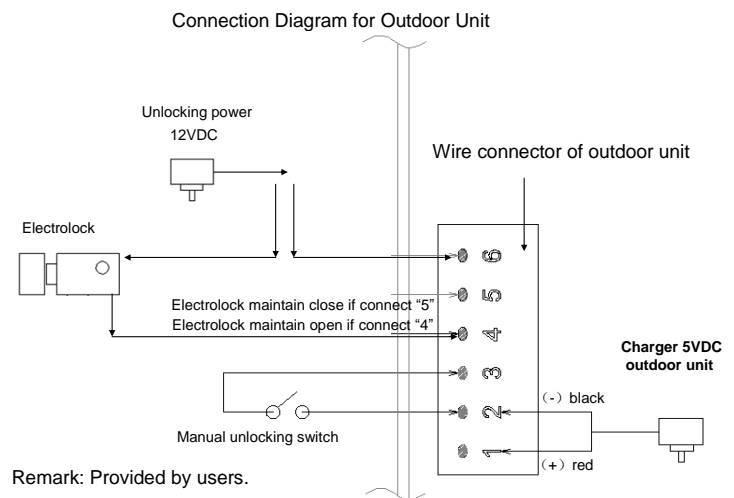 Connection Diagram for Outdoor Unit
Unlocking power
12VDC
Wire connector of outdoor unit
Electrolock
6
5
Electrolock maintain close if connect “5”
Electrolock maintain open if connect “4”
4
Charger 5VDC
outdoor unit
3
(-) black
2
Manual unlocking switch
1
(+) red
Remark: Provided by users.